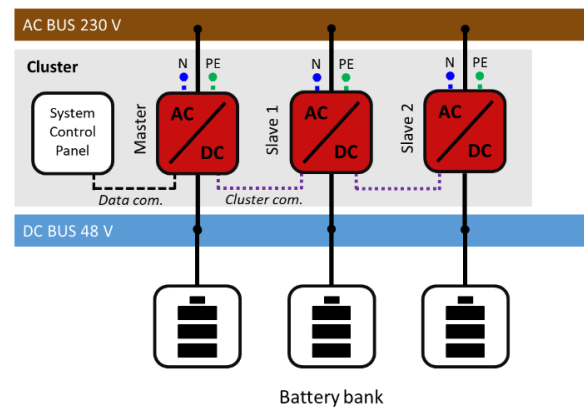 AC BUS 230 V
Cluster
N PE
N PE
N PE
System
Control
Panel
Master
AC
DC
Slave 1
AC
DC
Slave 2
AC
DC
Data com.
Cluster com.
DC BUS 48 V
Battery bank